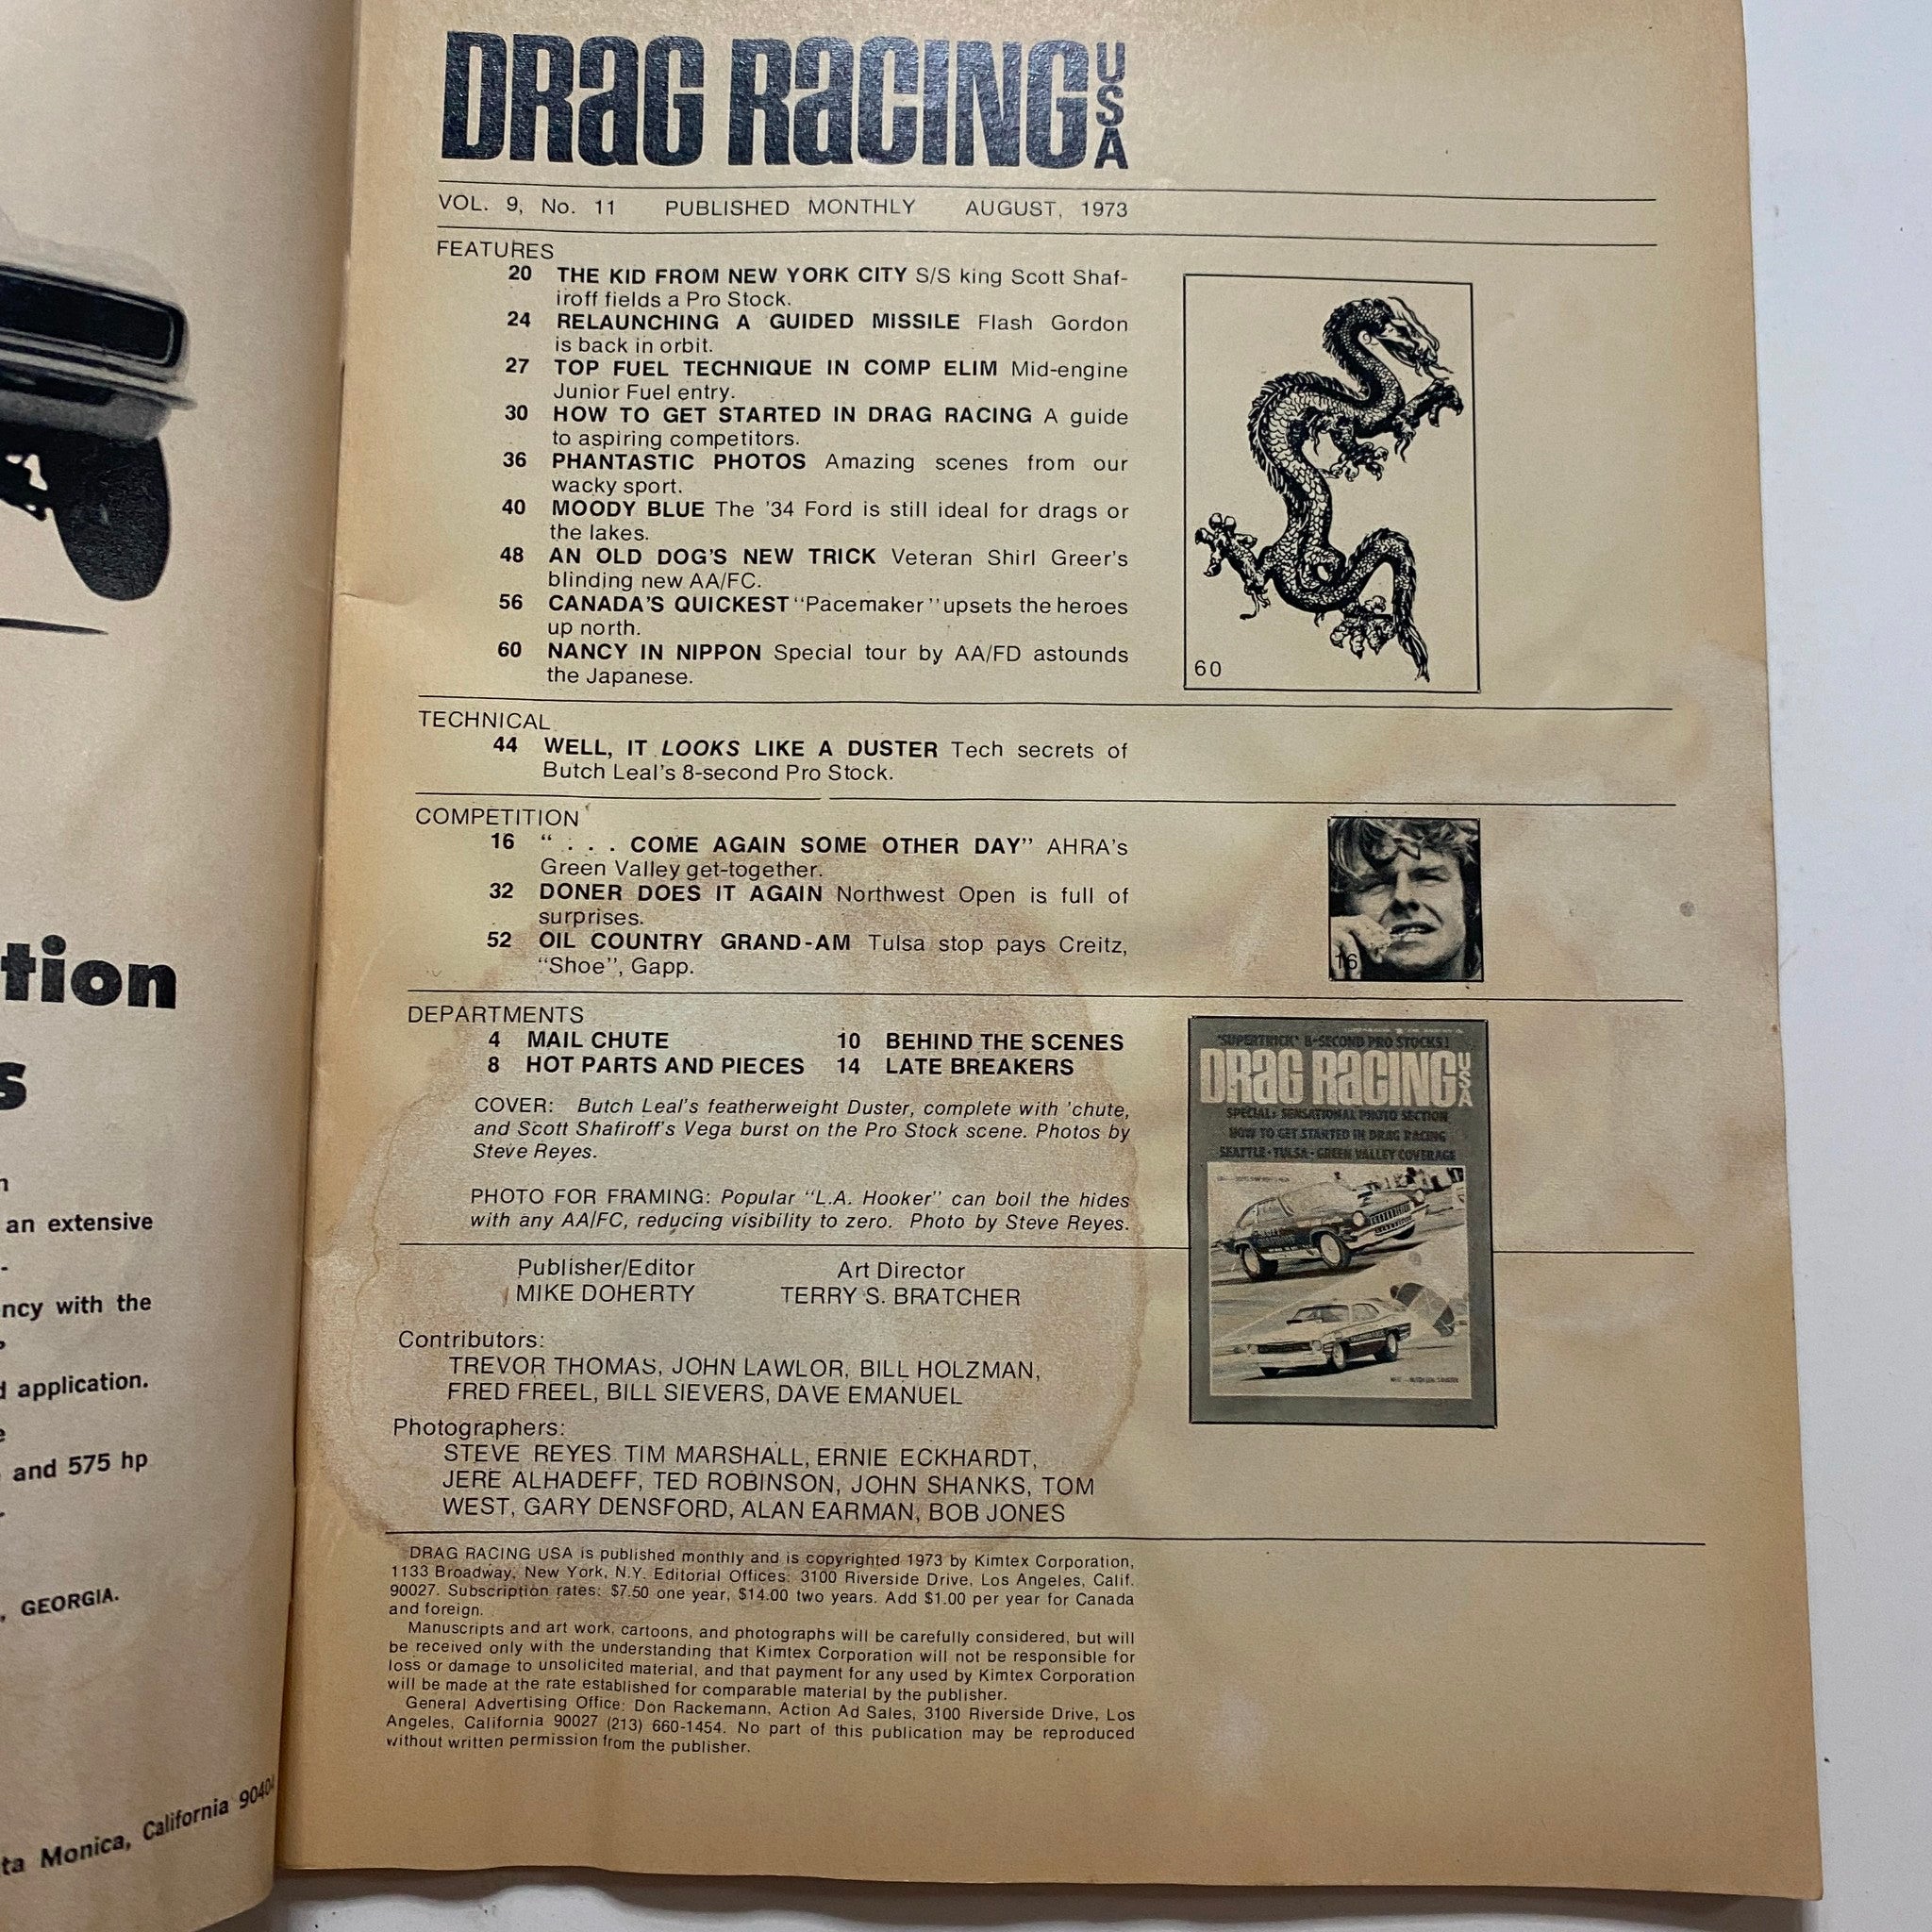 DRAG RACING USA
VOL. 9, No. 11 PUBLISHED MONTHLY AUGUST, 1973
FEATURES
20 THE KID FROM NEW YORK CITY S/S king Scott Shaf-
iroff fields a Pro Stock.
24 RELAUNCHING A GUIDED MISSILE Flash Gordon
is back in orbit.
27 TOP FUEL TECHNIQUE IN COMP ELIM Mid-engine
Junior Fuel entry.
30 HOW TO GET STARTED IN DRAG RACING A guide
to aspiring competitors.
36 PHANTASTIC PHOTOS Amazing scenes from our
wacky sport.
40 MOODY BLUE The '34 Ford is still ideal for drags or
the lakes.
48 AN OLD DOG'S NEW TRICK Veteran Shirl Greer's
blinding new AA/FC.
56 CANADA'S QUICKEST "Pacemaker" upsets the heroes
up north.
60 NANCY IN NIPPON Special tour by AA/FD astounds
the Japanese.
60
TECHNICAL
44 WELL, IT LOOKS LIKE A DUSTER Tech secrets of
Butch Leal's 8-second Pro Stock.
COMPETITION
16 " . . . COME AGAIN SOME OTHER DAY" AHRA's
Green Valley get-together.
32 DONER DOES IT AGAIN Northwest Open is full of
surprises.
52 OIL COUNTRY GRAND-AM Tulsa stop pays Creitz,
"Shoe", Gapp.
16
DEPARTMENTS
4 MAIL CHUTE 10 BEHIND THE SCENES
8 HOT PARTS AND PIECES 14 LATE BREAKERS
COVER: Butch Leal's featherweight Duster, complete with 'chute,
and Scott Shafiroff's Vega burst on the Pro Stock scene. Photos by
Steve Reyes.
PHOTO FOR FRAMING: Popular "L.A. Hooker" can boil the hides
with any AA/FC, reducing visibility to zero. Photo by Steve Reyes.
"SUPERTRICK" 8-SECOND PRO STOCKS!
DRAG RACING USA
SPECIAL: SENSATIONAL PHOTO SECTION
HOW TO GET STARTED IN DRAG RACING
SEATTLE · TULSA · GREEN VALLEY COVERAGE
Publisher/Editor Art Director
MIKE DOHERTY TERRY S. BRATCHER
Contributors:
TREVOR THOMAS, JOHN LAWLOR, BILL HOLZMAN,
FRED FREEL, BILL SIEVERS, DAVE EMANUEL
Photographers:
STEVE REYES TIM MARSHALL, ERNIE ECKHARDT,
JERE ALHADEFF, TED ROBINSON, JOHN SHANKS, TOM
WEST, GARY DENSFORD, ALAN EARMAN, BOB JONES
DRAG RACING USA is published monthly and is copyrighted 1973 by Kimtex Corporation,
1133 Broadway, New York, N.Y. Editorial Offices: 3100 Riverside Drive, Los Angeles, Calif.
90027. Subscription rates: $7.50 one year, $14.00 two years. Add $1.00 per year for Canada
and foreign.
Manuscripts and art work, cartoons, and photographs will be carefully considered, but will
be received only with the understanding that Kimtex Corporation will not be responsible for
loss or damage to unsolicited material, and that payment for any used by Kimtex Corporation
will be made at the rate established for comparable material by the publisher.
General Advertising Office: Don Rackemann, Action Ad Sales, 3100 Riverside Drive, Los
Angeles, California 90027 (213) 660-1454. No part of this publication may be reproduced
without written permission from the publisher.
tion
s
n
an extensive
-
ncy with the
d application.
e
and 575 hp
, GEORGIA.
ta Monica, California 90404